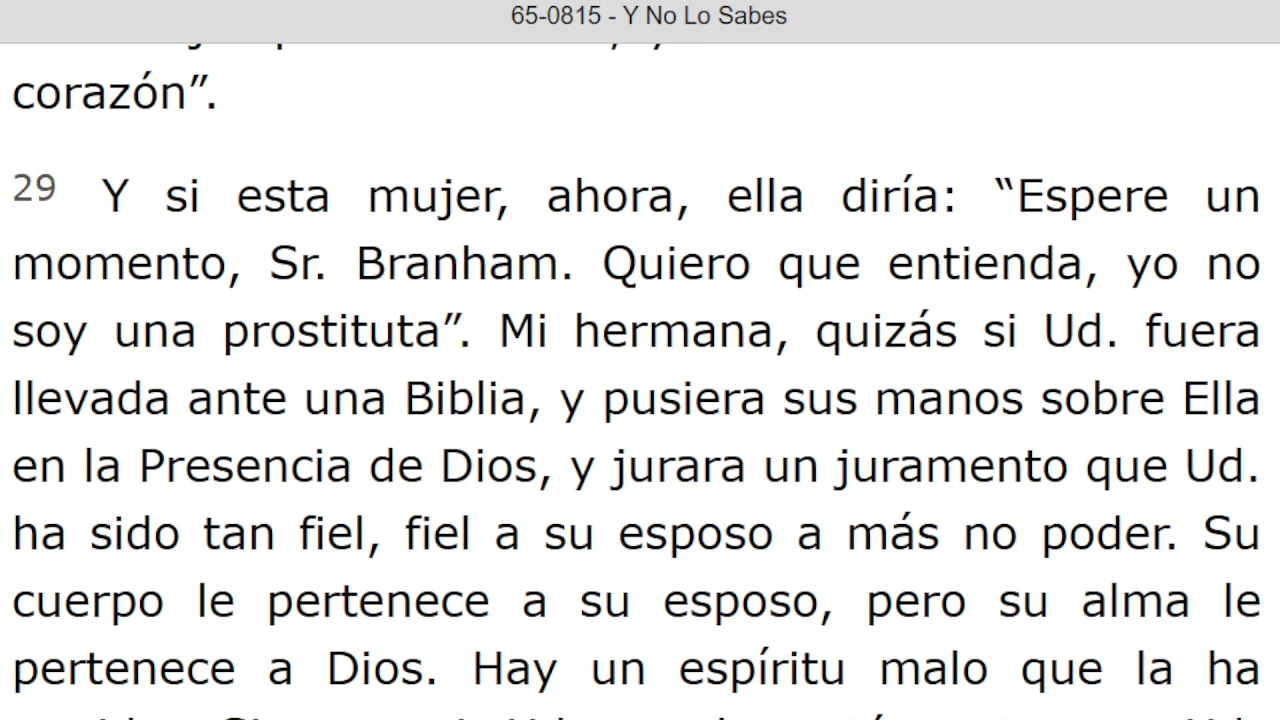 65-0815 - Y No Lo Sabes
corazón”.
29 Y si esta mujer, ahora, ella diría: “Espere un
momento, Sr. Branham. Quiero que entienda, yo no
soy una prostituta”. Mi hermana, quizás si Ud. fuera
llevada ante una Biblia, y pusiera sus manos sobre Ella
en la Presencia de Dios, y jurara un juramento que Ud.
ha sido tan fiel, fiel a su esposo a más no poder. Su
cuerpo le pertenece a su esposo, pero su alma le
pertenece a Dios. Hay un espíritu malo que la ha